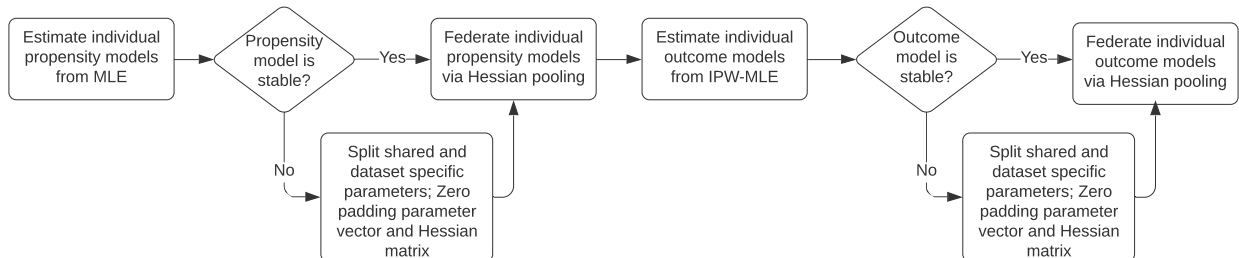 Estimate individual
propensity models
from MLE
Propensity
model is
stable?
Yes
Federate individual
propensity models
via Hessian pooling
No
Split shared and
dataset specific
parameters; Zero
padding parameter
vector and Hessian
matrix
Estimate individual
outcome models
from IPW-MLE
Outcome
model is
stable?
Yes
Federate individual
outcome models
via Hessian pooling
No
Split shared and
dataset specific
parameters; Zero
padding parameter
vector and Hessian
matrix